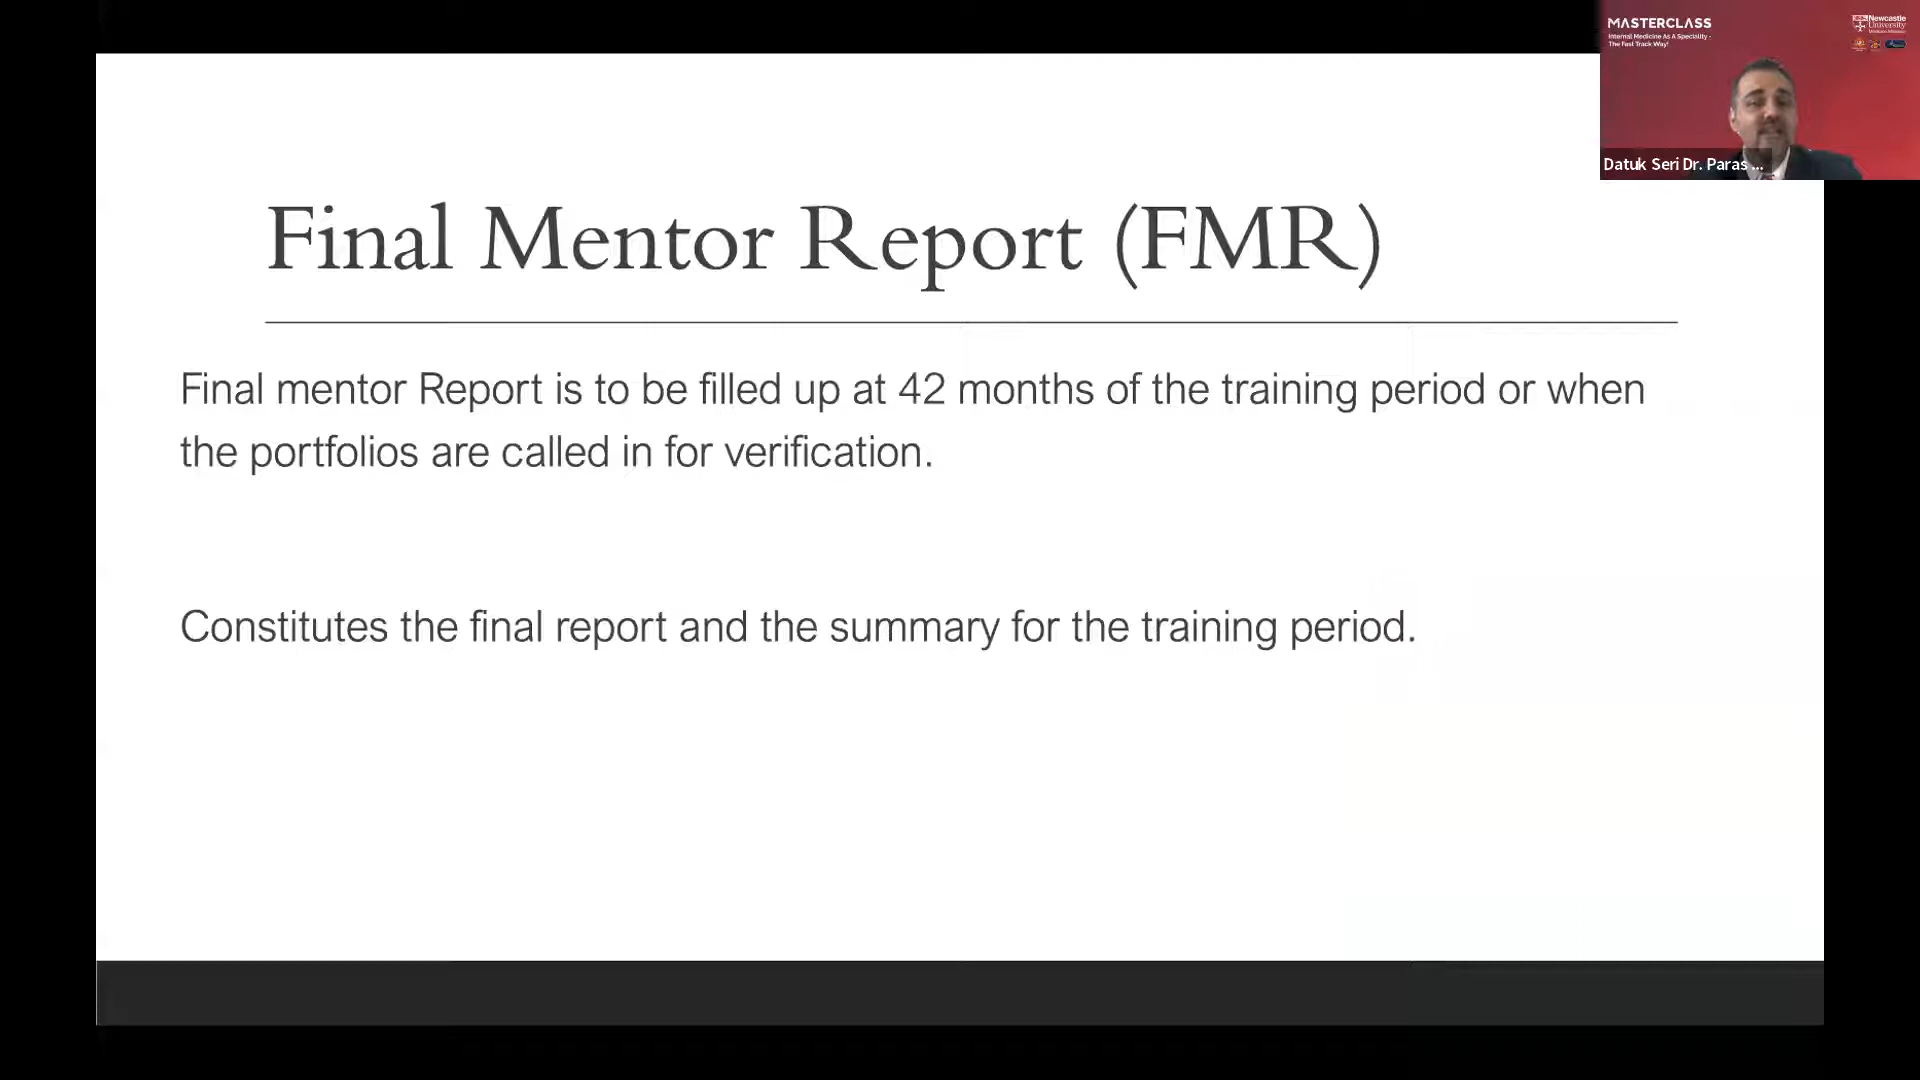 MASTERCLASS
Internal Medicine As A Speciality -
The Fast Track Way!
Newcastle
University
Datuk Seri Dr. Paras ...
Final Mentor Report (FMR)
Final mentor Report is to be filled up at 42 months of the training period or when
the portfolios are called in for verification.
Constitutes the final report and the summary for the training period.